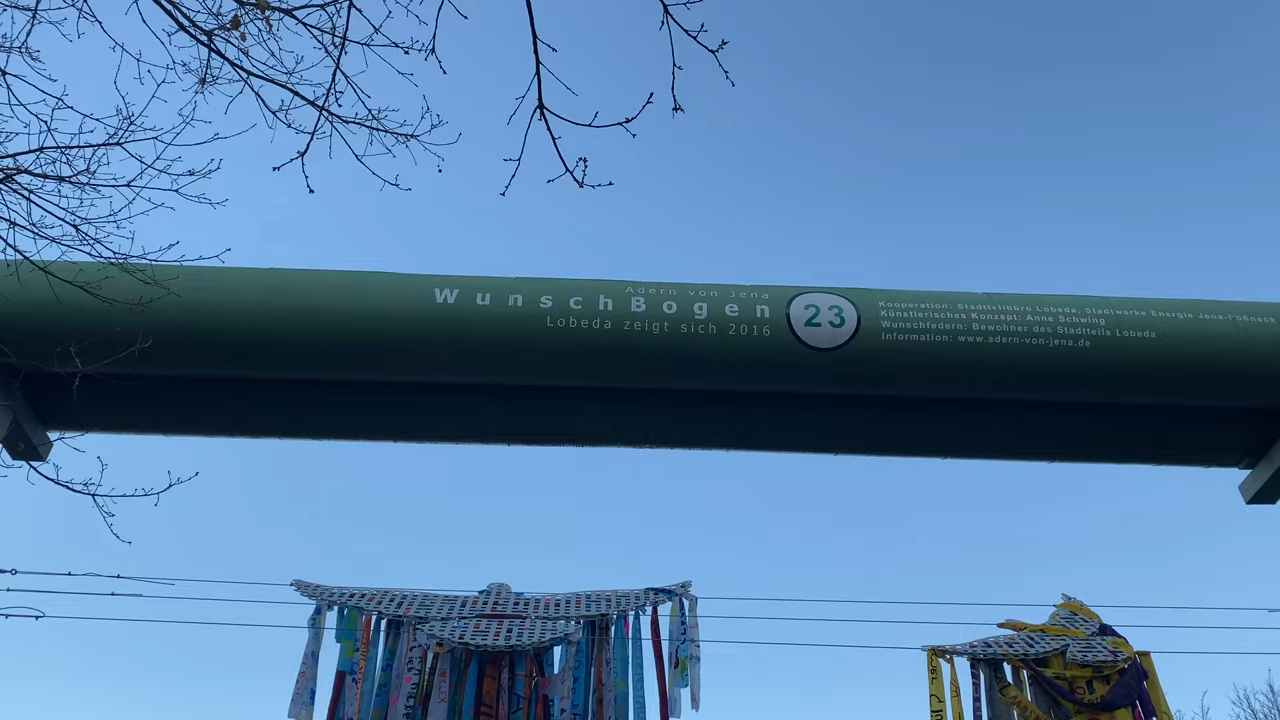 Adern von Jena
WunschBogen
Lobeda zeigt sich 2016
23
Kooperation: Stadtteilbüro Lobeda, Stadtwerke Energie Jena-Pößneck
Künstlerisches Konzept: Anne Schwing
Wunschfedern: Bewohner des Stadtteils Lobeda
Information: www.adern-von-jena.de